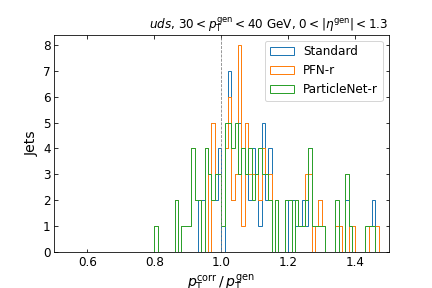 uds, 30 < p_T^gen < 40 GeV, 0 < |η^gen| < 1.3
8
7
6
5
4
3
2
1
0
Jets
Standard
PFN-r
ParticleNet-r
0.6 0.8 1.0 1.2 1.4
p_T^corr / p_T^gen